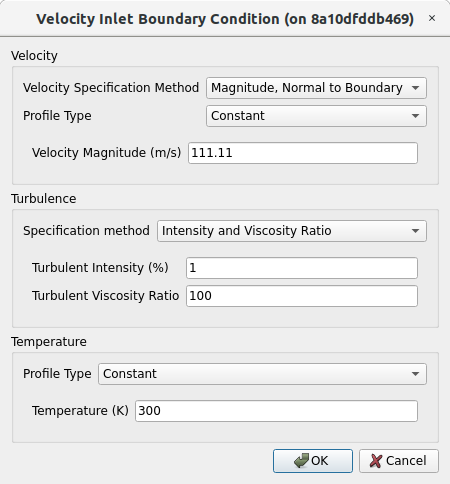 Velocity Inlet Boundary Condition (on 8a10dfddb469) ×
Velocity
Velocity Specification Method Magnitude, Normal to Boundary
Profile Type Constant
Velocity Magnitude (m/s) 111.11
Turbulence
Specification method Intensity and Viscosity Ratio
Turbulent Intensity (%) 1
Turbulent Viscosity Ratio 100
Temperature
Profile Type Constant
Temperature (K) 300
OK Cancel